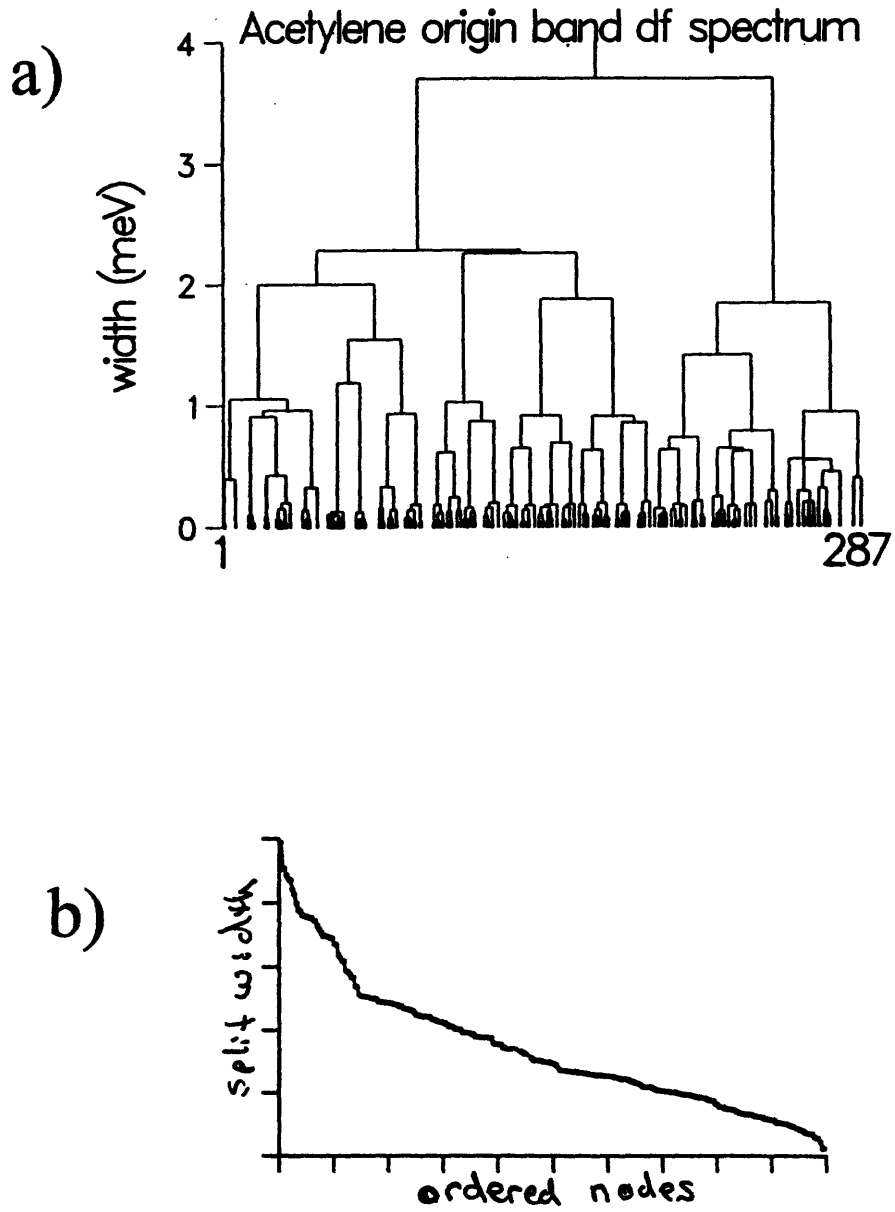 Acetylene origin band df spectrum
a)
4
3
2
1
0
width (meV)
1
287
b)
split width
ordered nodes